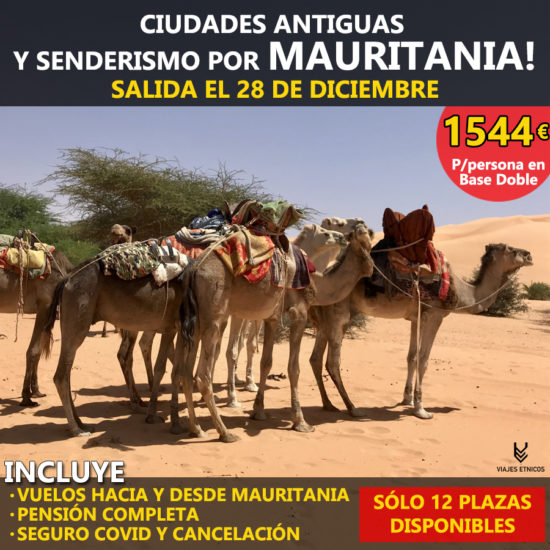 CIUDADES ANTIGUAS
Y SENDERISMO POR MAURITANIA!
SALIDA EL 28 DE DICIEMBRE
1544€
P/persona en
Base Doble
VIAJES ETNICOS
INCLUYE
· VUELOS HACIA Y DESDE MAURITANIA
· PENSIÓN COMPLETA
· SEGURO COVID Y CANCELACIÓN
SÓLO 12 PLAZAS
DISPONIBLES